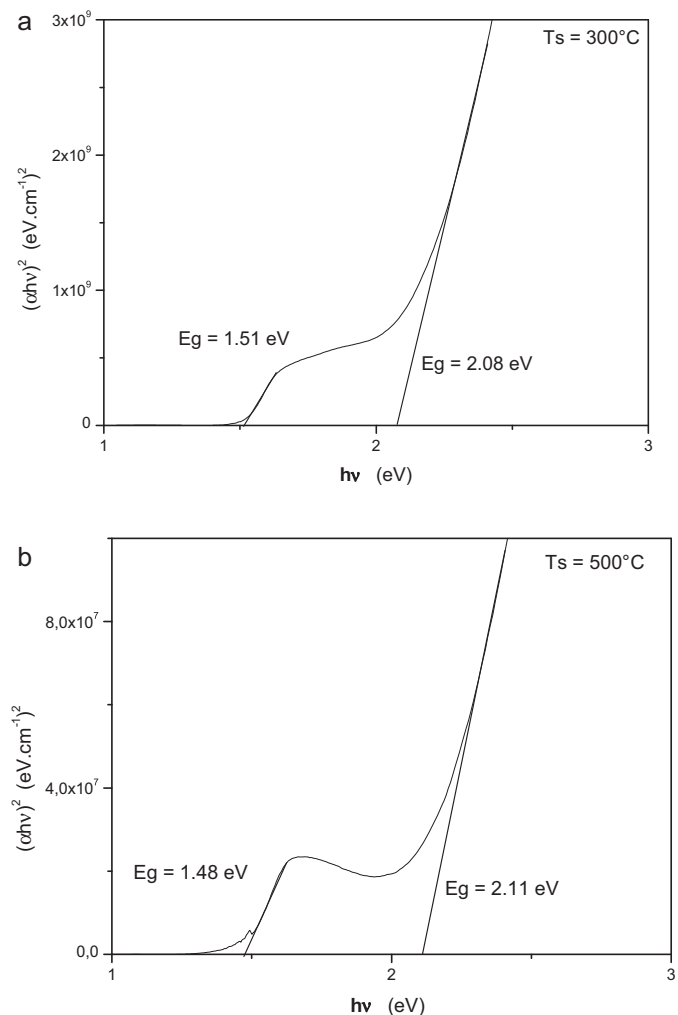 a
Ts = 300°C
3x10⁹
2x10⁹
1x10⁹
0
(αhν)² (eV.cm⁻¹)²
Eg = 1.51 eV
Eg = 2.08 eV
1 2 3
hν (eV)
b
Ts = 500°C
8,0x10⁷
4,0x10⁷
0,0
(αhν)² (eV.cm⁻¹)²
Eg = 1.48 eV
Eg = 2.11 eV
1 2 3
hν (eV)